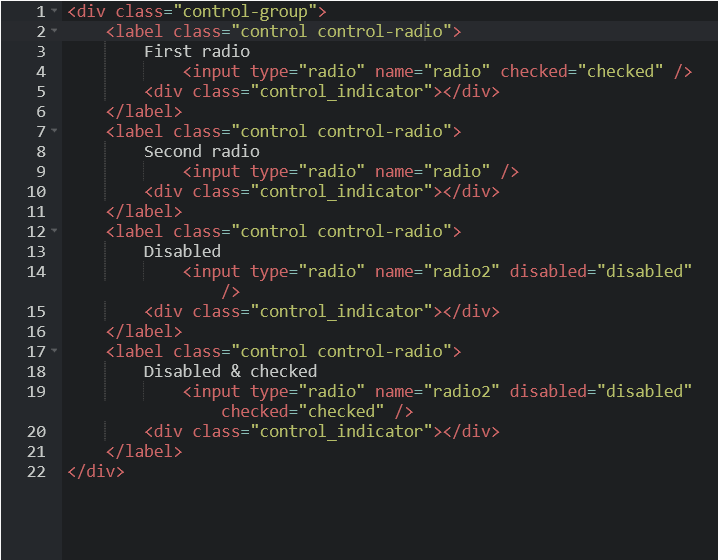 1 <div class="control-group">
2 <label class="control control-radio">
3 First radio
4 <input type="radio" name="radio" checked="checked" />
5 <div class="control_indicator"></div>
6 </label>
7 <label class="control control-radio">
8 Second radio
9 <input type="radio" name="radio" />
10 <div class="control_indicator"></div>
11 </label>
12 <label class="control control-radio">
13 Disabled
14 <input type="radio" name="radio2" disabled="disabled"
/>
15 <div class="control_indicator"></div>
16 </label>
17 <label class="control control-radio">
18 Disabled & checked
19 <input type="radio" name="radio2" disabled="disabled"
checked="checked" />
20 <div class="control_indicator"></div>
21 </label>
22 </div>